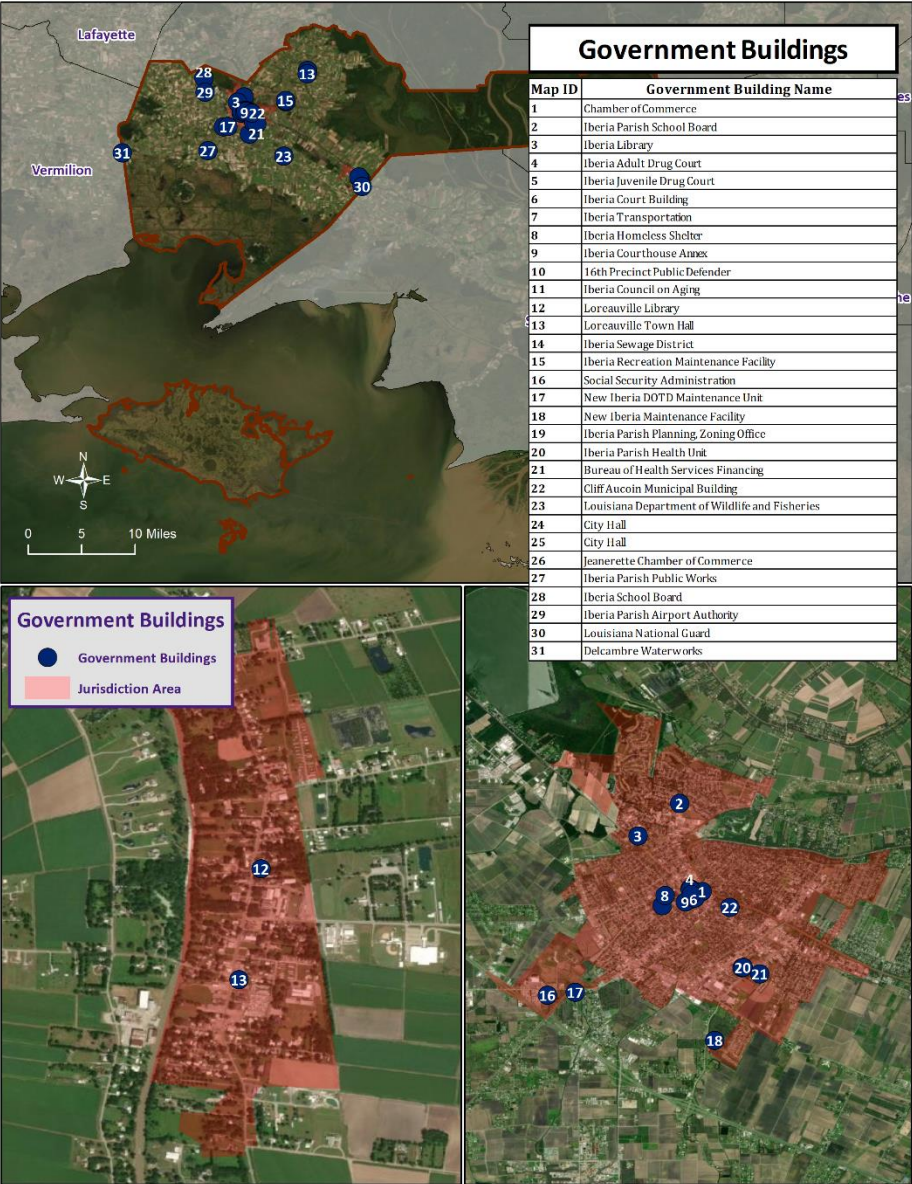 Lafayette
Vermilion
28
29
13
3
15
9 22
17
21
31
27
23
30
N
W E
S
0 5 10 Miles
Government Buildings
Map ID Government Building Name
1 Chamber of Commerce
2 Iberia Parish School Board
3 Iberia Library
4 Iberia Adult Drug Court
5 Iberia Juvenile Drug Court
6 Iberia Court Building
7 Iberia Transportation
8 Iberia Homeless Shelter
9 Iberia Courthouse Annex
10 16th Precinct Public Defender
11 Iberia Council on Aging
12 Loreauville Library
13 Loreauville Town Hall
14 Iberia Sewage District
15 Iberia Recreation Maintenance Facility
16 Social Security Administration
17 New Iberia DOTD Maintenance Unit
18 New Iberia Maintenance Facility
19 Iberia Parish Planning, Zoning Office
20 Iberia Parish Health Unit
21 Bureau of Health Services Financing
22 Cliff Aucoin Municipal Building
23 Louisiana Department of Wildlife and Fisheries
24 City Hall
25 City Hall
26 Jeanerette Chamber of Commerce
27 Iberia Parish Public Works
28 Iberia School Board
29 Iberia Parish Airport Authority
30 Louisiana National Guard
31 Delcambre Waterworks
Government Buildings
Government Buildings
Jurisdiction Area
12
13
2
3
4
8
1
9 6
22
20
21
16
17
18